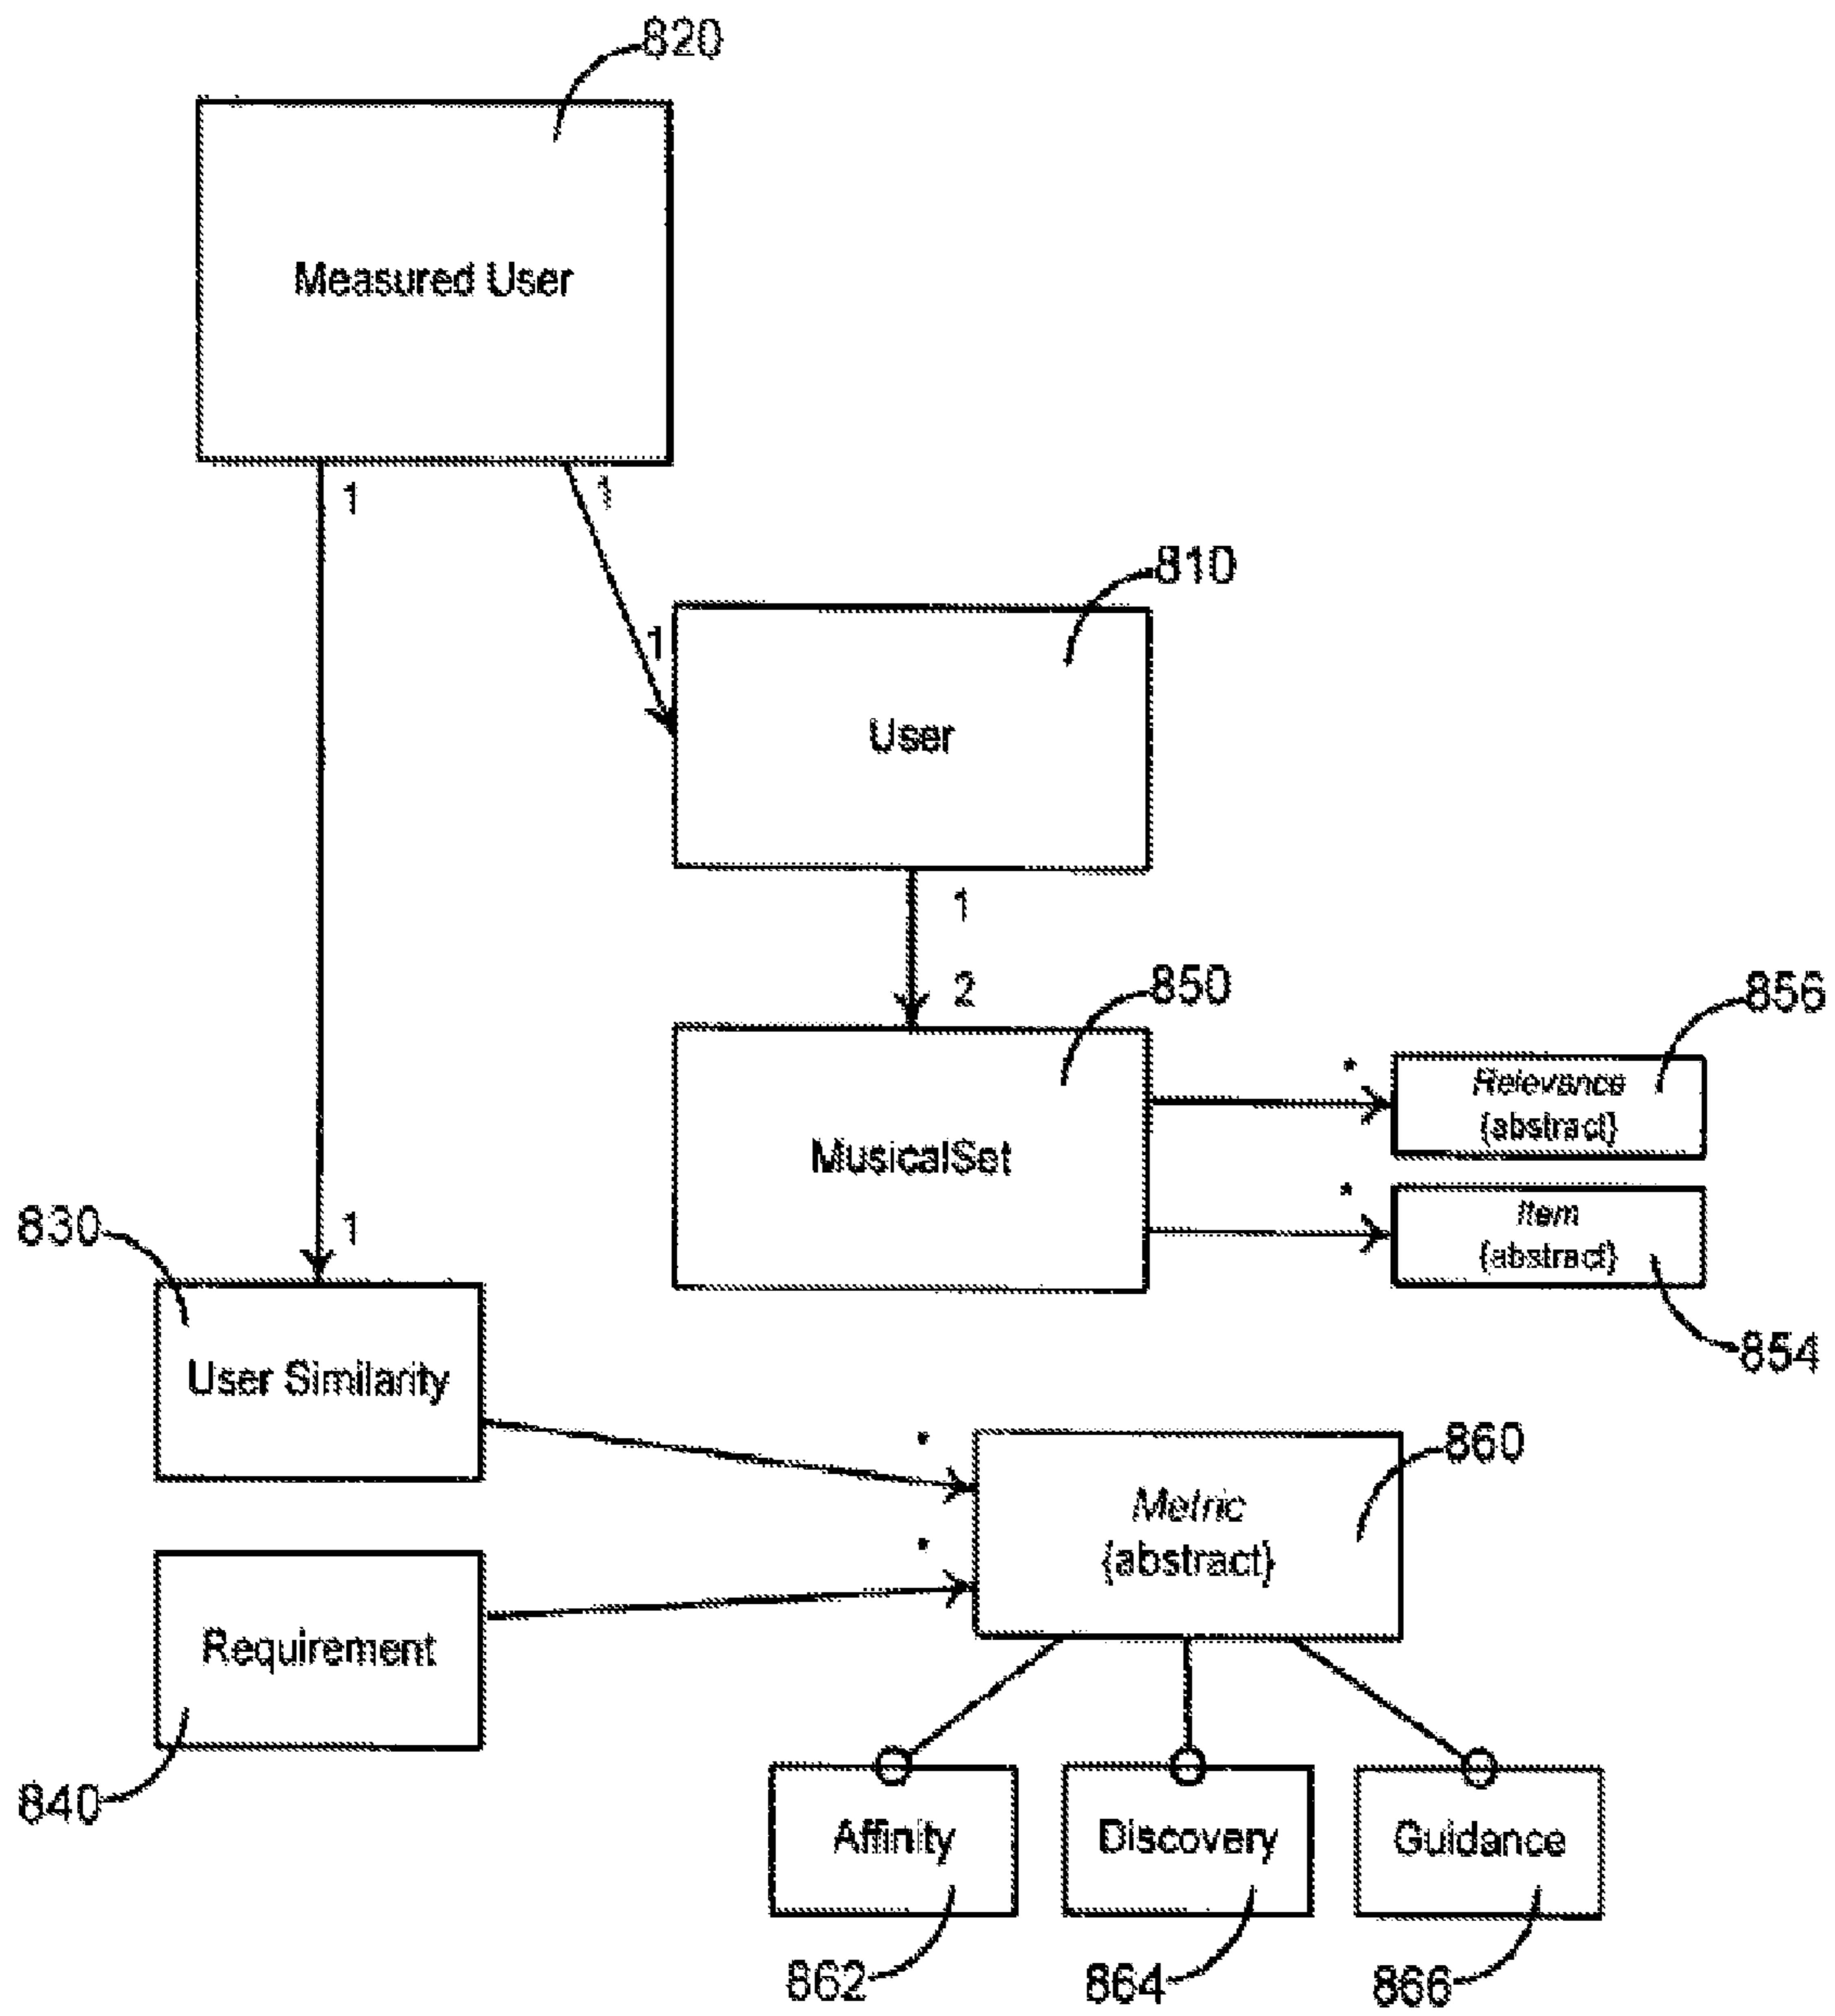 820
Measured User
1
1
810
1
User
1
2
850
856
*
Relevance
{abstract}
MusicalSet
*
Item
{abstract}
830
1
854
User Similarity
*
860
Metric
{abstract}
*
Requirement
840
Affinity
Discovery
Guidance
862
864
866